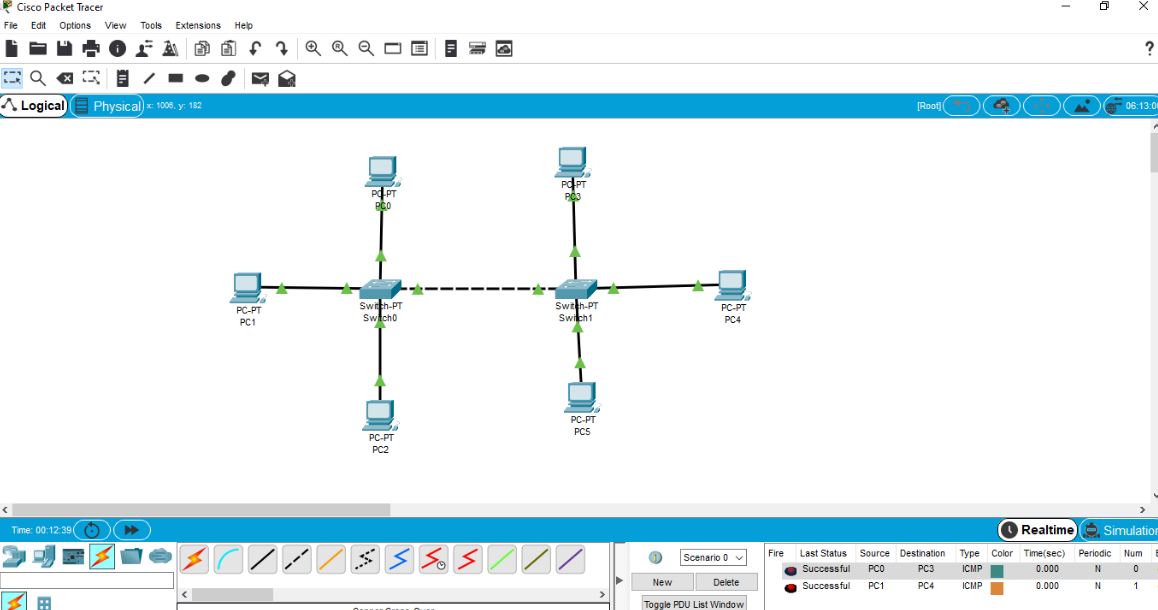 Cisco Packet Tracer
File Edit Options View Tools Extensions Help
?
Logical Physical x: 1006, y: 182 [Root] 06:13:0
PC-PT
PC0
PC-PT
PC3
PC-PT
PC1
Switch-PT
Switch0
Switch-PT
Switch1
PC-PT
PC4
PC-PT
PC2
PC-PT
PC5
Time: 00:12:39 Realtime Simulation
Scenario 0
New Delete
Toggle PDU List Window
Fire Last Status Source Destination Type Color Time(sec) Periodic Num
Successful PC0 PC3 ICMP 0.000 N 0
Successful PC1 PC4 ICMP 0.000 N 1